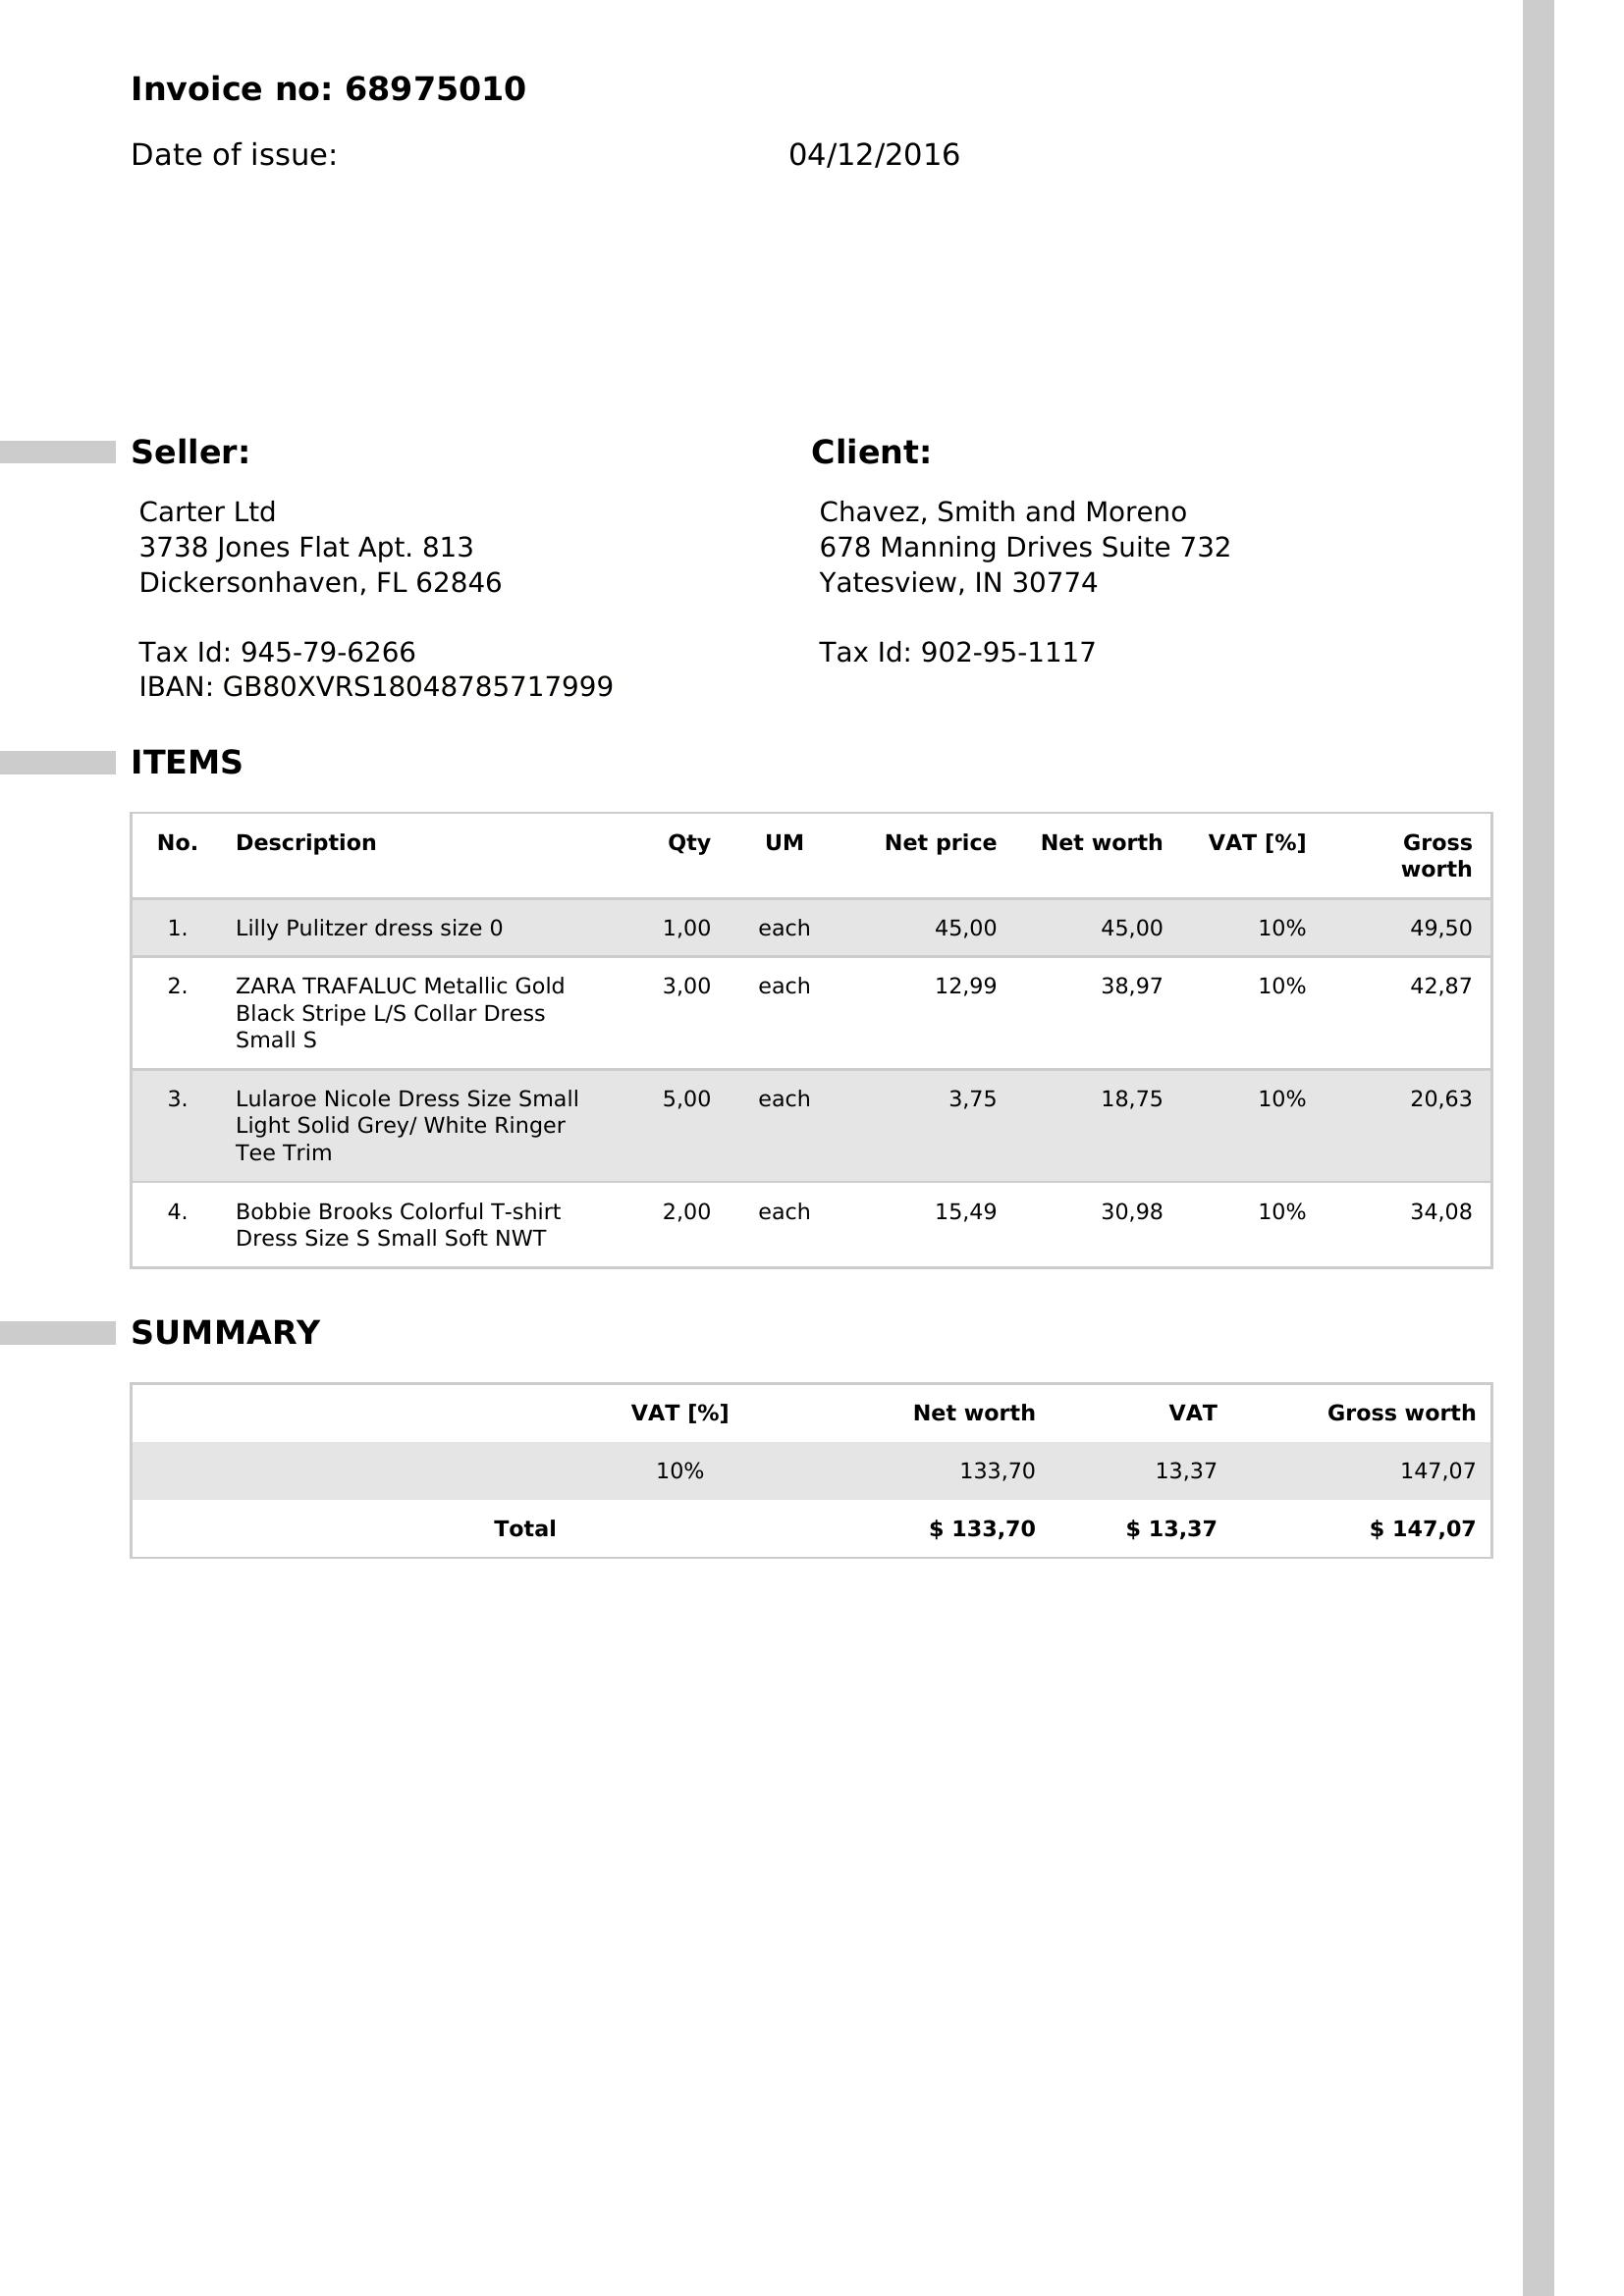 Invoice no: 68975010
Date of issue: 04/12/2016
Seller:
Carter Ltd
3738 Jones Flat Apt. 813
Dickersonhaven, FL 62846
Tax Id: 945-79-6266
IBAN: GB80XVRS18048785717999
Client:
Chavez, Smith and Moreno
678 Manning Drives Suite 732
Yatesview, IN 30774
Tax Id: 902-95-1117
ITEMS
No. Description Qty UM Net price Net worth VAT [%] Gross
worth
1. Lilly Pulitzer dress size 0 1,00 each 45,00 45,00 10% 49,50
2. ZARA TRAFALUC Metallic Gold 3,00 each 12,99 38,97 10% 42,87
Black Stripe L/S Collar Dress
Small S
3. Lularoe Nicole Dress Size Small 5,00 each 3,75 18,75 10% 20,63
Light Solid Grey/ White Ringer
Tee Trim
4. Bobbie Brooks Colorful T-shirt 2,00 each 15,49 30,98 10% 34,08
Dress Size S Small Soft NWT
SUMMARY
VAT [%] Net worth VAT Gross worth
10% 133,70 13,37 147,07
Total $ 133,70 $ 13,37 $ 147,07